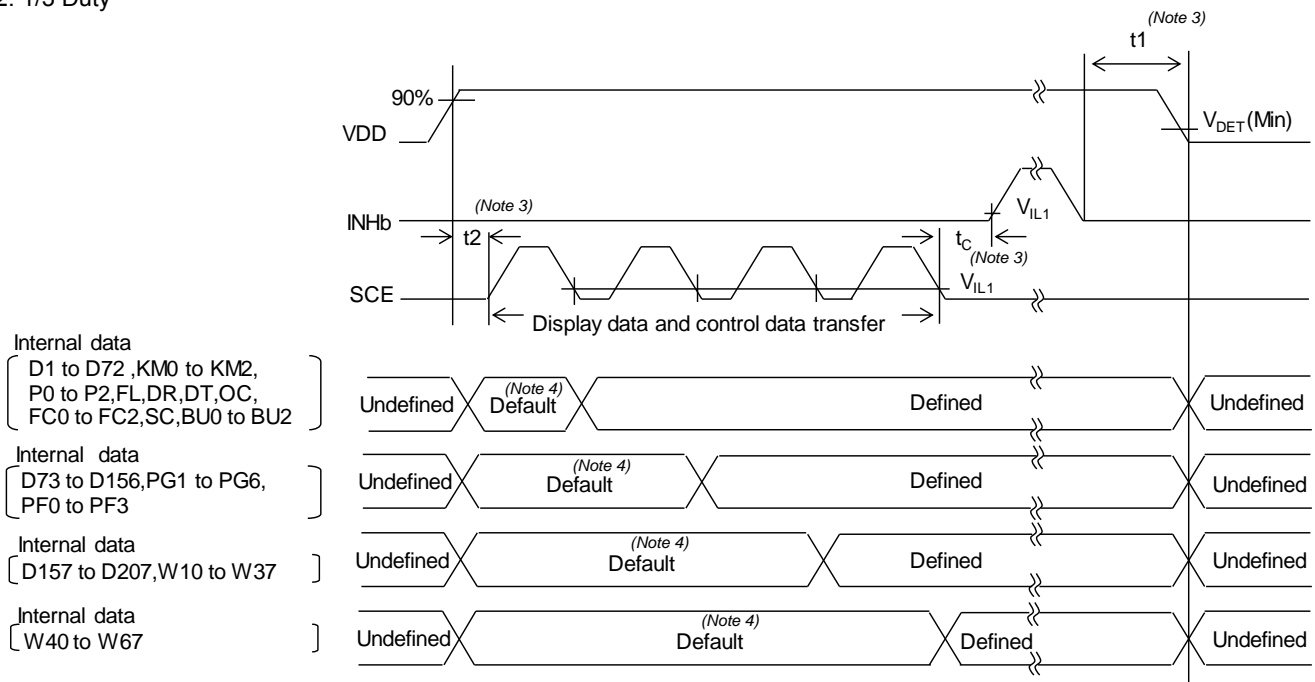 2. 1/3 Duty
(Note 3)
t1
90%
VDD
VDET(Min)
(Note 3)
INHb
VIL1
t2
tC
(Note 3)
SCE
VIL1
Display data and control data transfer
Internal data
D1 to D72 ,KM0 to KM2,
P0 to P2,FL,DR,DT,OC,
FC0 to FC2,SC,BU0 to BU2
Undefined
(Note 4)
Default
Defined
Undefined
Internal data
D73 to D156,PG1 to PG6,
PF0 to PF3
Undefined
(Note 4)
Default
Defined
Undefined
Internal data
D157 to D207,W10 to W37
Undefined
(Note 4)
Default
Defined
Undefined
Internal data
W40 to W67
Undefined
(Note 4)
Default
Defined
Undefined